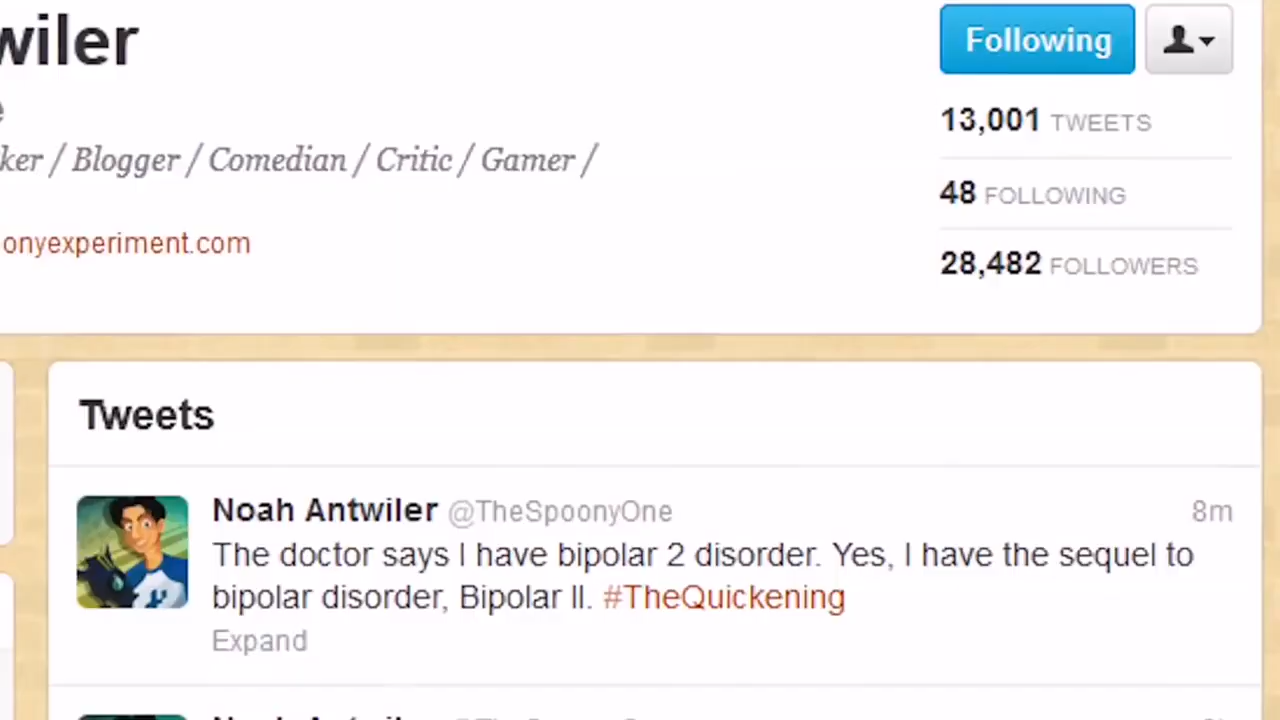 wiler
Following
e
13,001 TWEETS
ker / Blogger / Comedian / Critic / Gamer /
48 FOLLOWING
onyexperiment.com
28,482 FOLLOWERS
Tweets
Noah Antwiler @TheSpoonyOne 8m
The doctor says I have bipolar 2 disorder. Yes, I have the sequel to
bipolar disorder, Bipolar II. #TheQuickening
Expand